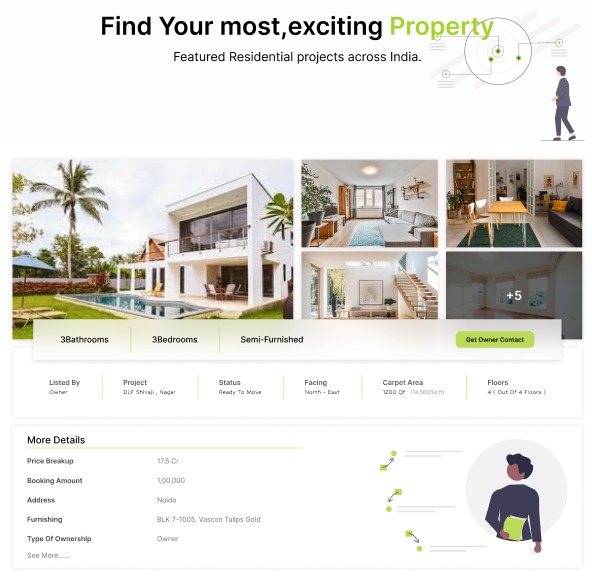 Find Your most,exciting Property
Featured Residential projects across India.
+5
3Bathrooms 3Bedrooms Semi-Furnished Get Owner Contact
Listed By Project Status Facing Carpet Area Floors
Owner DLF Shivaji , Nagar Ready To Move North - East 1200 Qf (14,563/Sq ft) 4 ( Out Of 4 Floors )
More Details
Price Breakup 17.5 Cr
Booking Amount 1,00,000
Address Noida
Furnishing BLK 7-1005, Vascon Tulips Gold
Type Of Ownership Owner
See More......